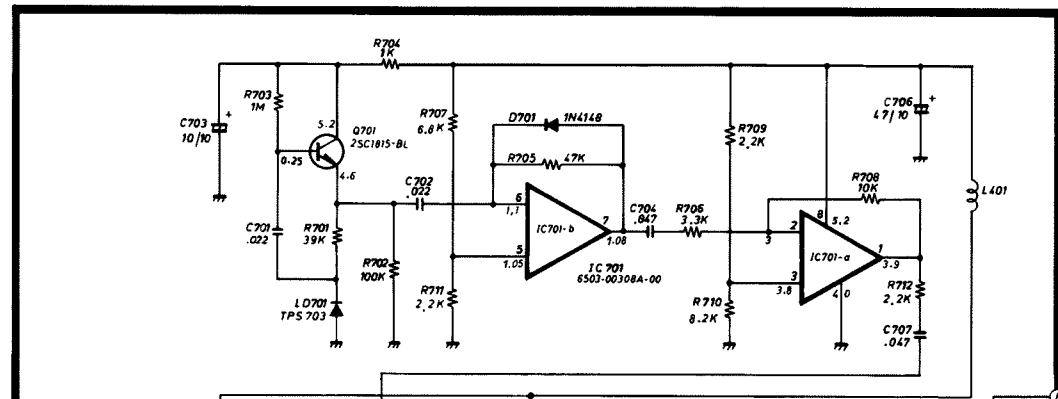 R704
1K
R703
1M
C703
10/10
+
5.2
Q701
2SC1815-BL
0.25
4.6
C701
.022
R701
39K
R702
100K
LD701
TPS703
C702
.022
R707
6.8K
D701 1N4148
R705 47K
6
1.1
IC701-b
7
1.08
5
1.05
IC701
6503-00308A-00
R711
2.2K
C704
.047
R706
3.3K
R709
2.2K
R710
8.2K
C706
47/10
+
R708
10K
L401
2
3
8
5.2
IC701-a
1
3.9
3
3.8
4
0
R712
2.2K
C707
.047